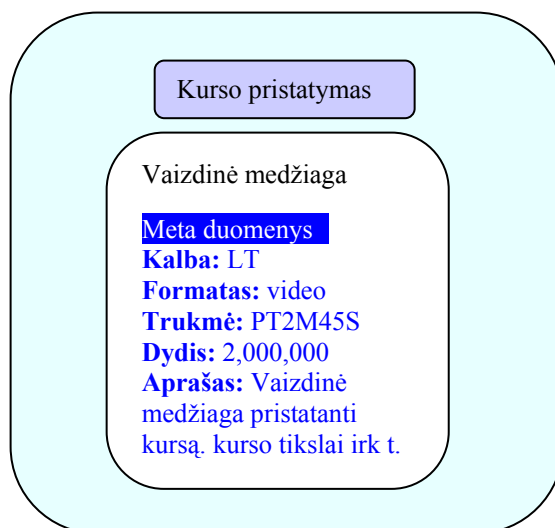 Kurso pristatymas
Vaizdinė medžiaga
Meta duomenys
Kalba: LT
Formatas: video
Trukmė: PT2M45S
Dydis: 2,000,000
Aprašas: Vaizdinė
medžiaga pristatanti
kursą. kurso tikslai irk t.